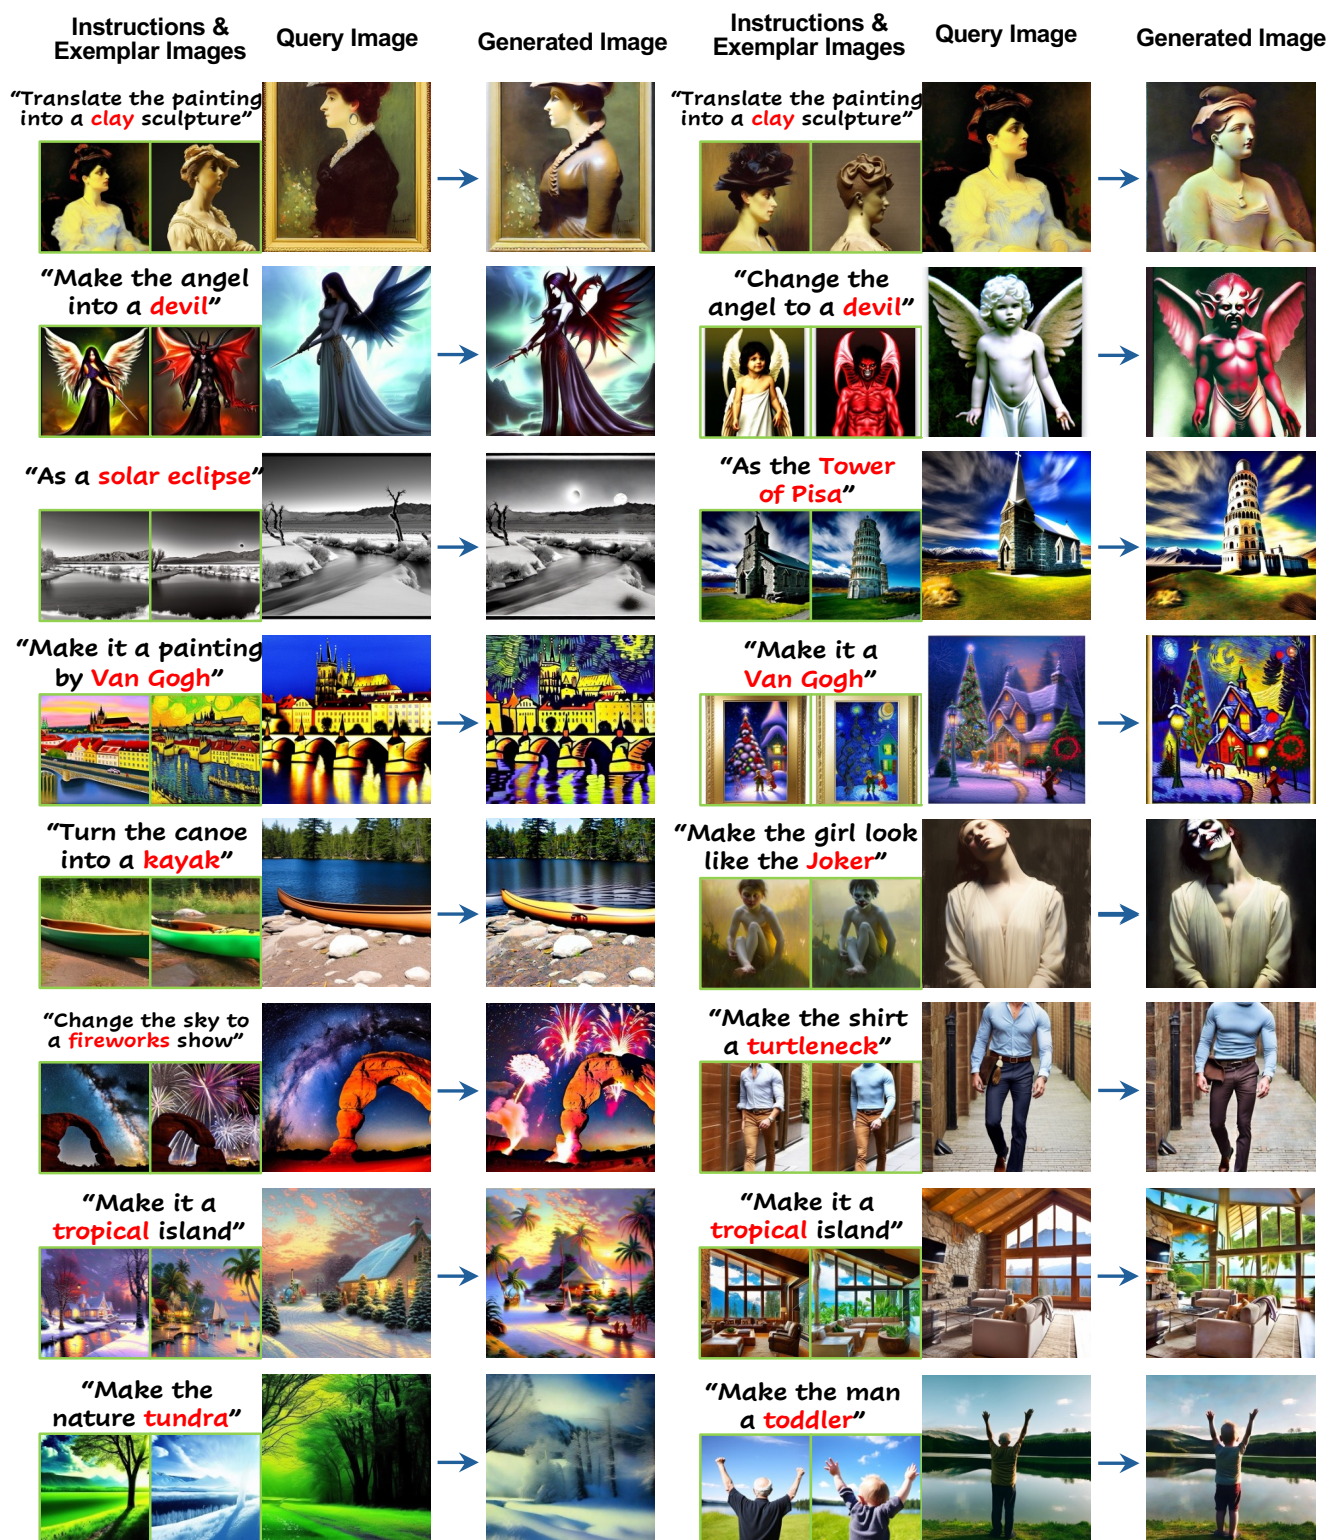 Instructions &
Exemplar Images
Query Image
Generated Image
Instructions &
Exemplar Images
Query Image
Generated Image
“Translate the painting
into a clay sculpture”
“Translate the painting
into a clay sculpture”
“Make the angel
into a devil”
“Change the
angel to a devil”
“As a solar eclipse”
“As the Tower
of Pisa”
“Make it a painting
by Van Gogh”
“Make it a
Van Gogh”
“Turn the canoe
into a kayak”
“Make the girl look
like the Joker”
“Change the sky to
a fireworks show”
“Make the shirt
a turtleneck”
“Make it a
tropical island”
“Make it a
tropical island”
“Make the
nature tundra”
“Make the man
a toddler”